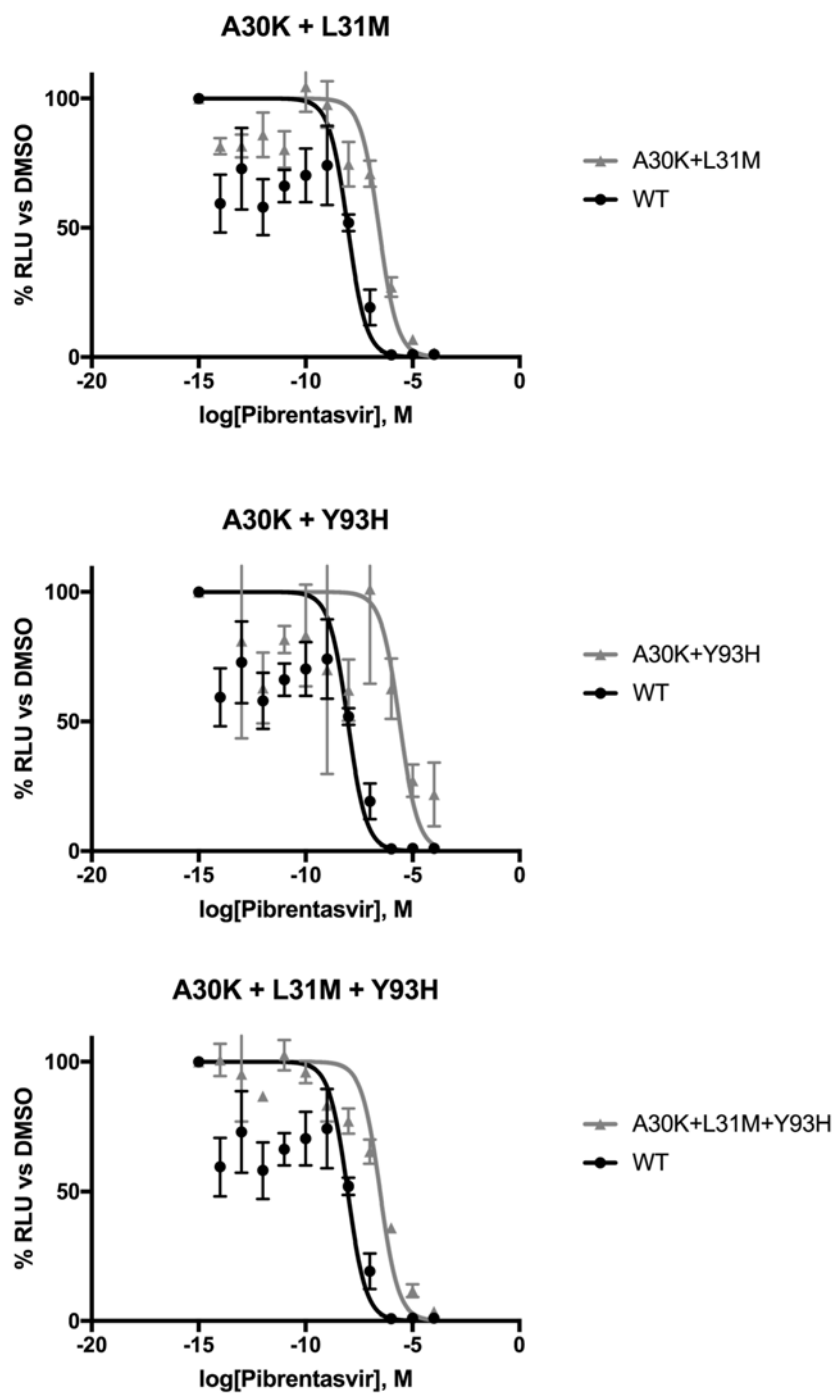 A30K + L31M
% RLU vs DMSO
100
50
0
-20
-15
-10
-5
0
log[Pibrentasvir], M
A30K+L31M
WT
A30K + Y93H
% RLU vs DMSO
100
50
0
-20
-15
-10
-5
0
log[Pibrentasvir], M
A30K+Y93H
WT
A30K + L31M + Y93H
% RLU vs DMSO
100
50
0
-20
-15
-10
-5
0
log[Pibrentasvir], M
A30K+L31M+Y93H
WT